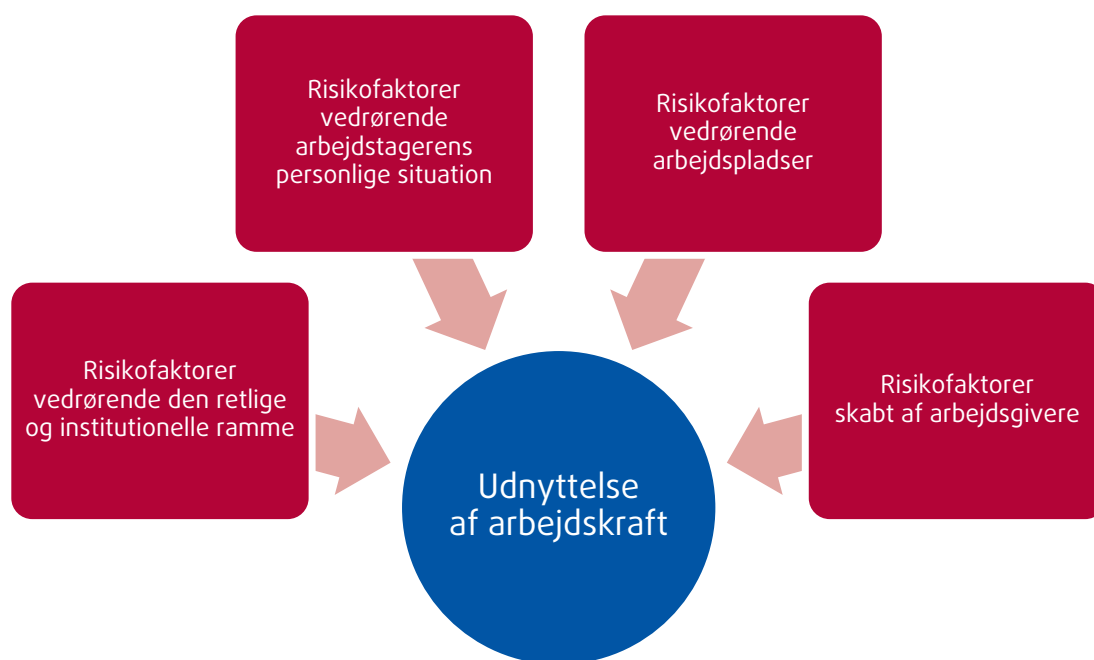 Risikofaktorer
vedrørende
arbejdstagerens
personlige situation
Risikofaktorer
vedrørende
arbejdspladser
Risikofaktorer
vedrørende den retlige
og institutionelle ramme
Risikofaktorer
skabt af arbejdsgivere
Udnyttelse
af arbejdskraft